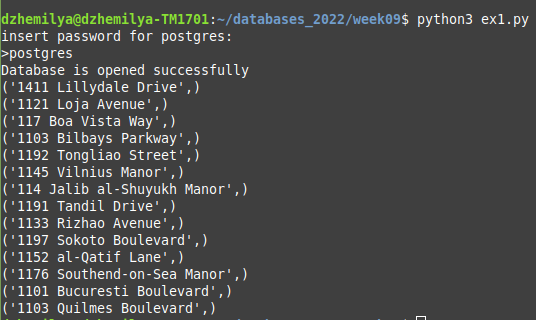 dzhemilya@dzhemilya-TM1701:~/databases_2022/week09$ python3 ex1.py
insert password for postgres:
>postgres
Database is opened successfully
('1411 Lillydale Drive',)
('1121 Loja Avenue',)
('117 Boa Vista Way',)
('1103 Bilbays Parkway',)
('1192 Tongliao Street',)
('1145 Vilnius Manor',)
('114 Jalib al-Shuyukh Manor',)
('1191 Tandil Drive',)
('1133 Rizhao Avenue',)
('1197 Sokoto Boulevard',)
('1152 al-Qatif Lane',)
('1176 Southend-on-Sea Manor',)
('1101 Bucuresti Boulevard',)
('1103 Quilmes Boulevard',)